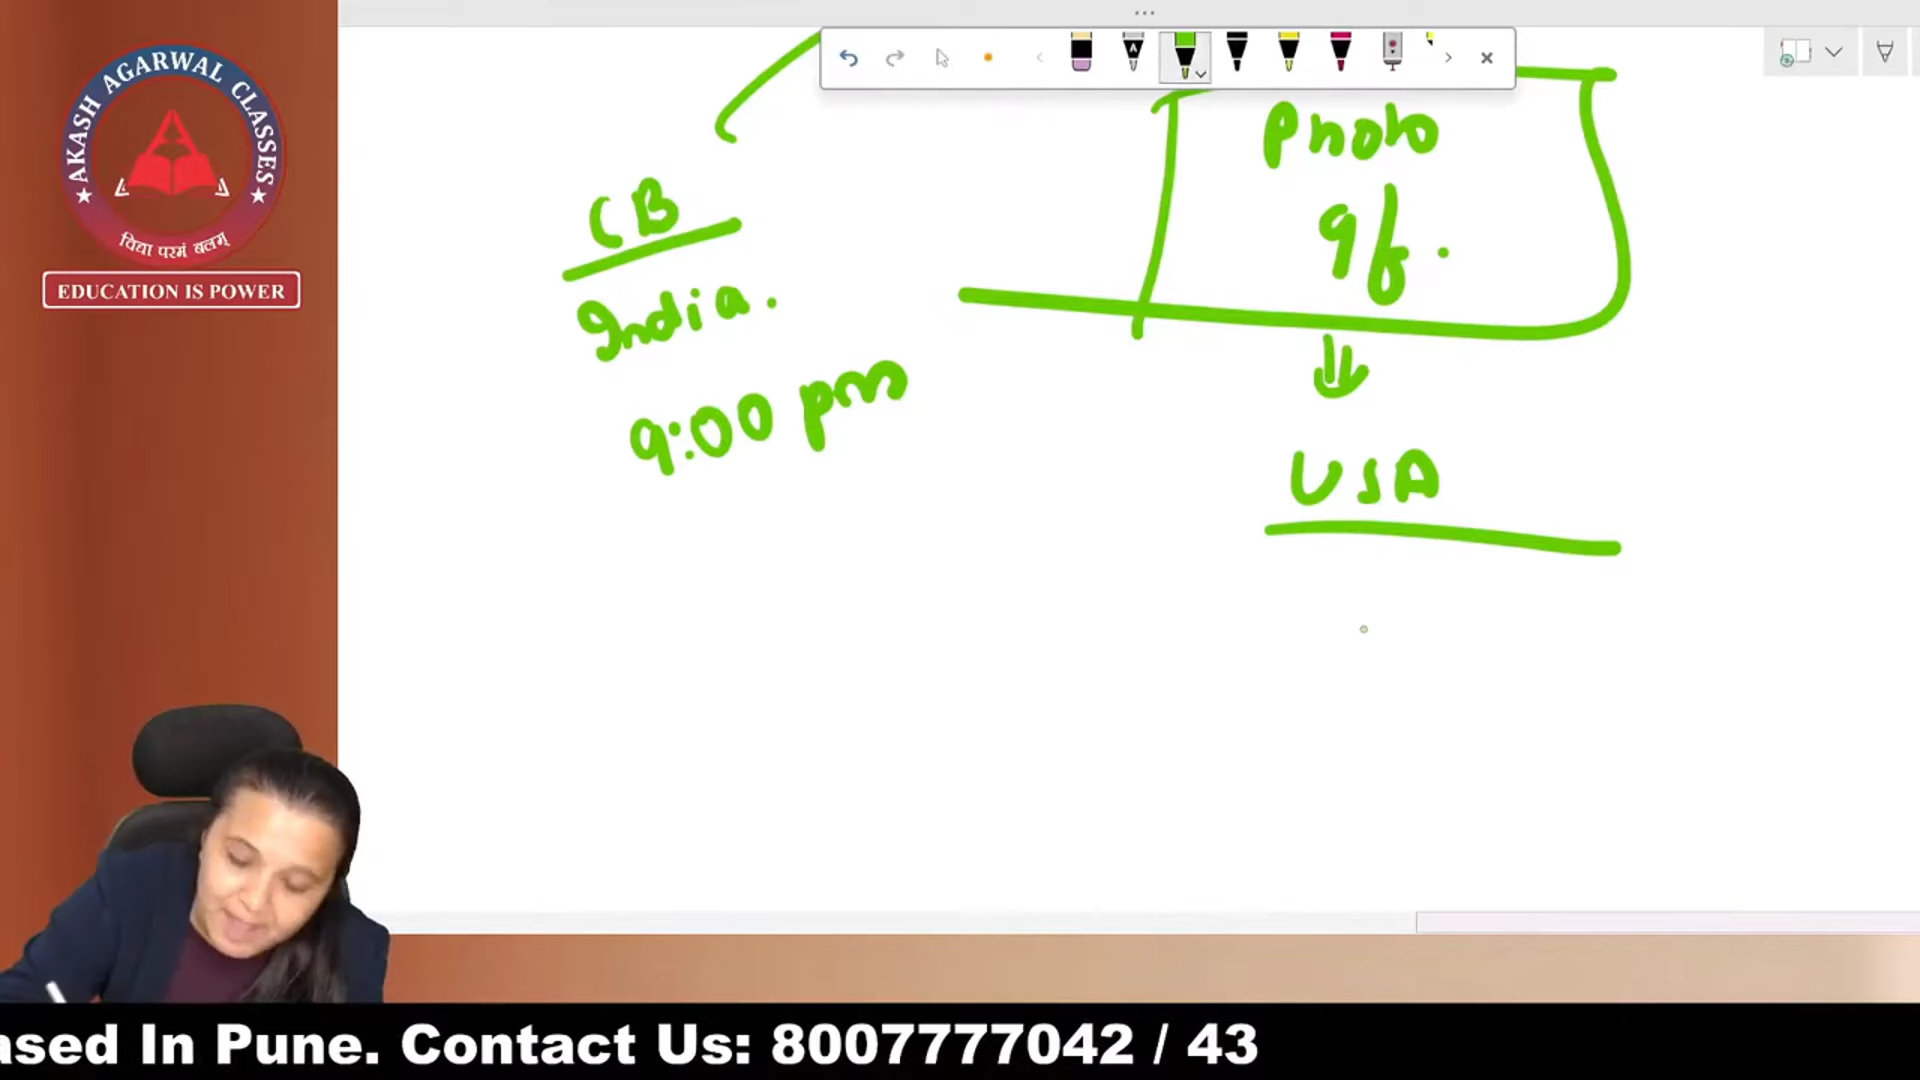 AKASH AGARWAL CLASSES
विद्या परमं बलम्
EDUCATION IS POWER
CB
India.
9:00 pm
Photo
gf.
USA
ased In Pune. Contact Us: 8007777042 / 43